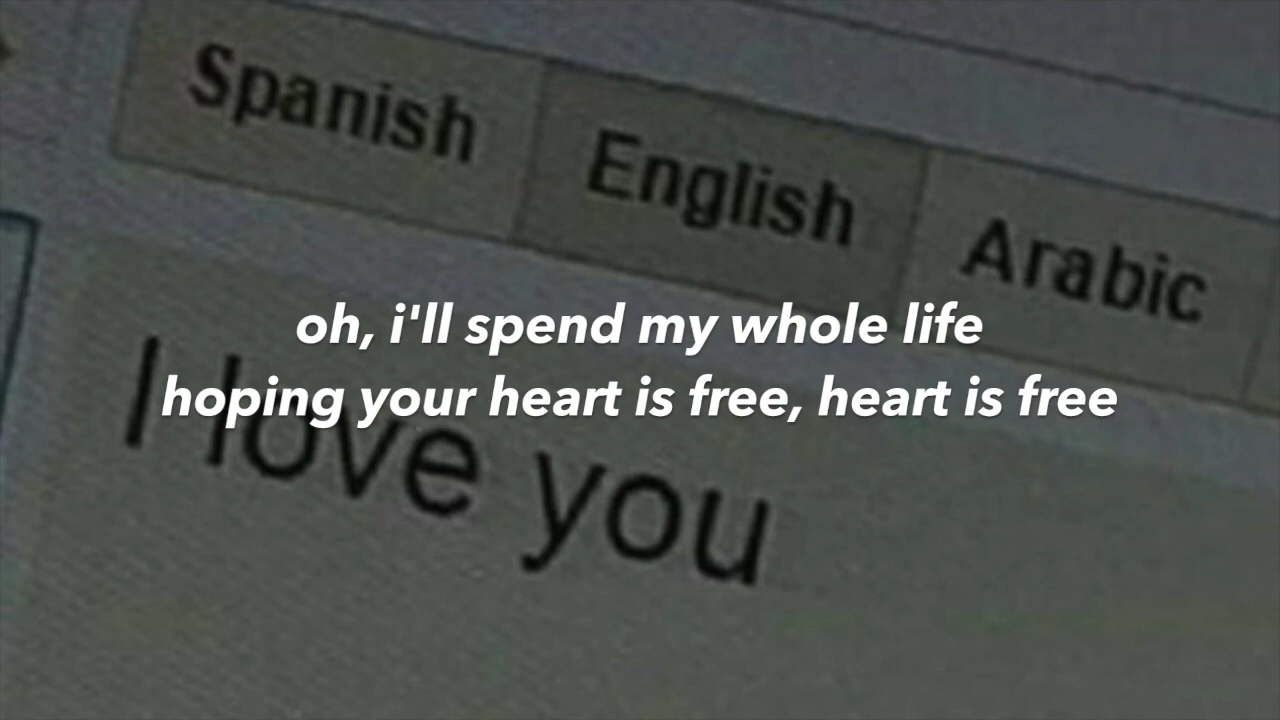 Spanish English Arabic
oh, i'll spend my whole life
hoping your heart is free, heart is free
I love you